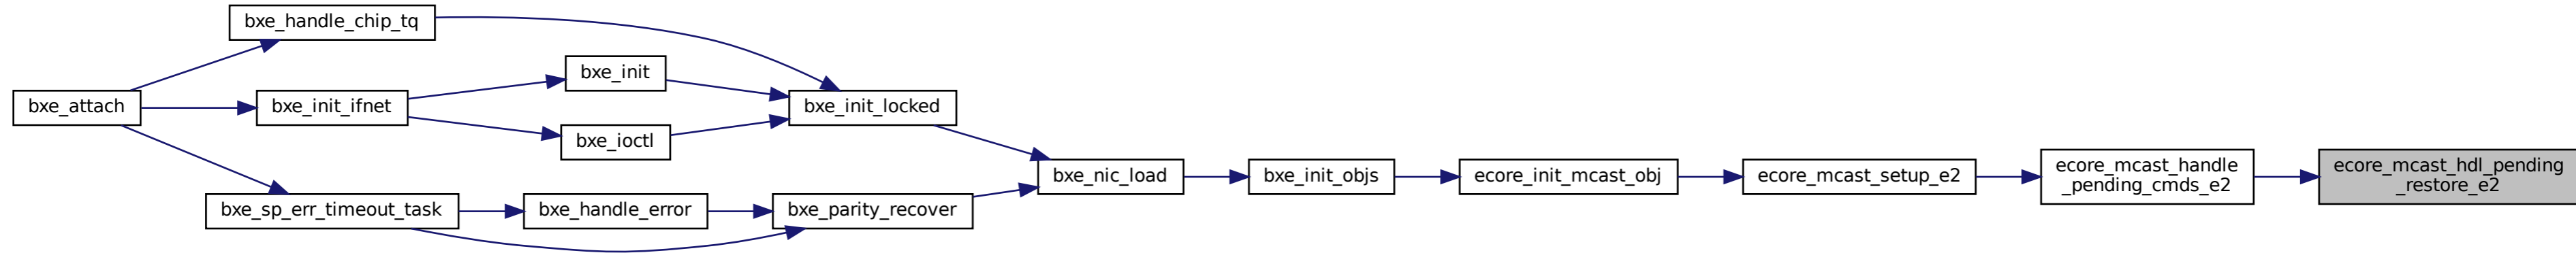 bxe_attach
bxe_handle_chip_tq
bxe_init_ifnet
bxe_sp_err_timeout_task
bxe_init
bxe_ioctl
bxe_handle_error
bxe_init_locked
bxe_parity_recover
bxe_nic_load
bxe_init_objs
ecore_init_mcast_obj
ecore_mcast_setup_e2
ecore_mcast_handle
_pending_cmds_e2
ecore_mcast_hdl_pending
_restore_e2